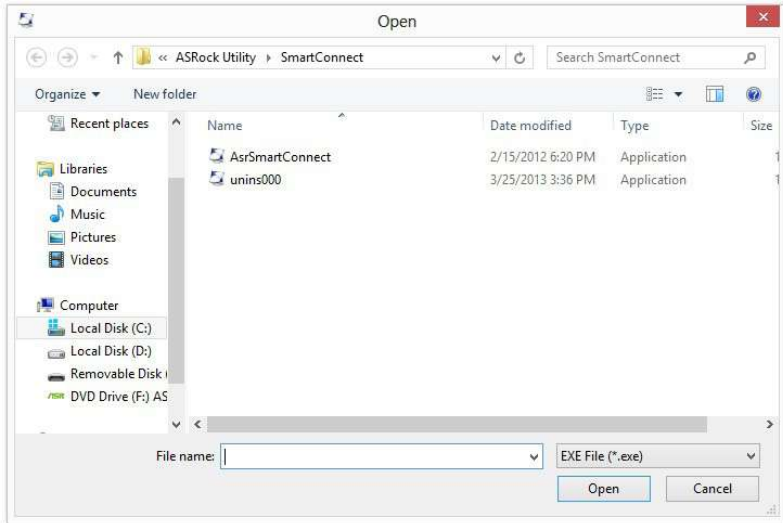 Open
« ASRock Utility ▸ SmartConnect
Search SmartConnect
Organize ▾ New folder
Name Date modified Type Size
AsrSmartConnect 2/15/2012 6:20 PM Application 1
unins000 3/25/2013 3:36 PM Application 1
Recent places
Libraries
Documents
Music
Pictures
Videos
Computer
Local Disk (C:)
Local Disk (D:)
Removable Disk (
DVD Drive (F:) AS
File name: EXE File (*.exe)
Open Cancel